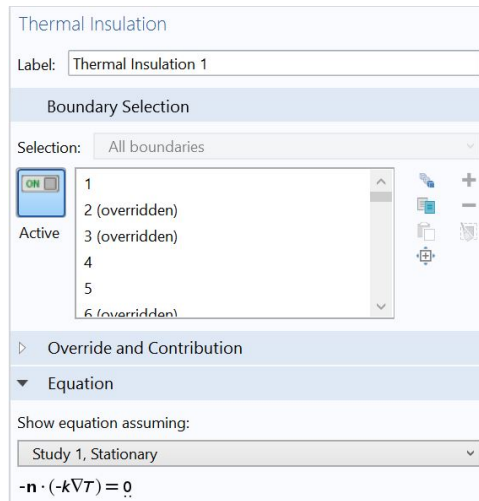 Thermal Insulation
Label: Thermal Insulation 1
Boundary Selection
Selection: All boundaries
ON
Active
1
2 (overridden)
3 (overridden)
4
5
6 (overridden)
Override and Contribution
Equation
Show equation assuming:
Study 1, Stationary
-n · (-k∇T) = 0